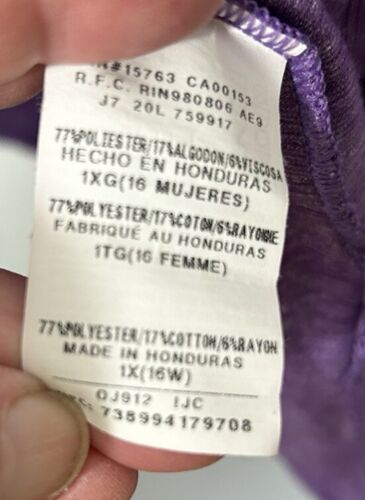 #15763 CA00153
R.F.C. RIN980806 AE9
J7 20L 759917
77%POLIESTER/17%ALGODON/6%VISCOSA
HECHO EN HONDURAS
1XG(16 MUJERES)
77%POLYESTER/17%COTON/6%RAYONNE
FABRIQUÉ AU HONDURAS
1TG(16 FEMME)
77%POLYESTER/17%COTTON/6%RAYON
MADE IN HONDURAS
1X(16W)
OJ912 IJC
738994179708